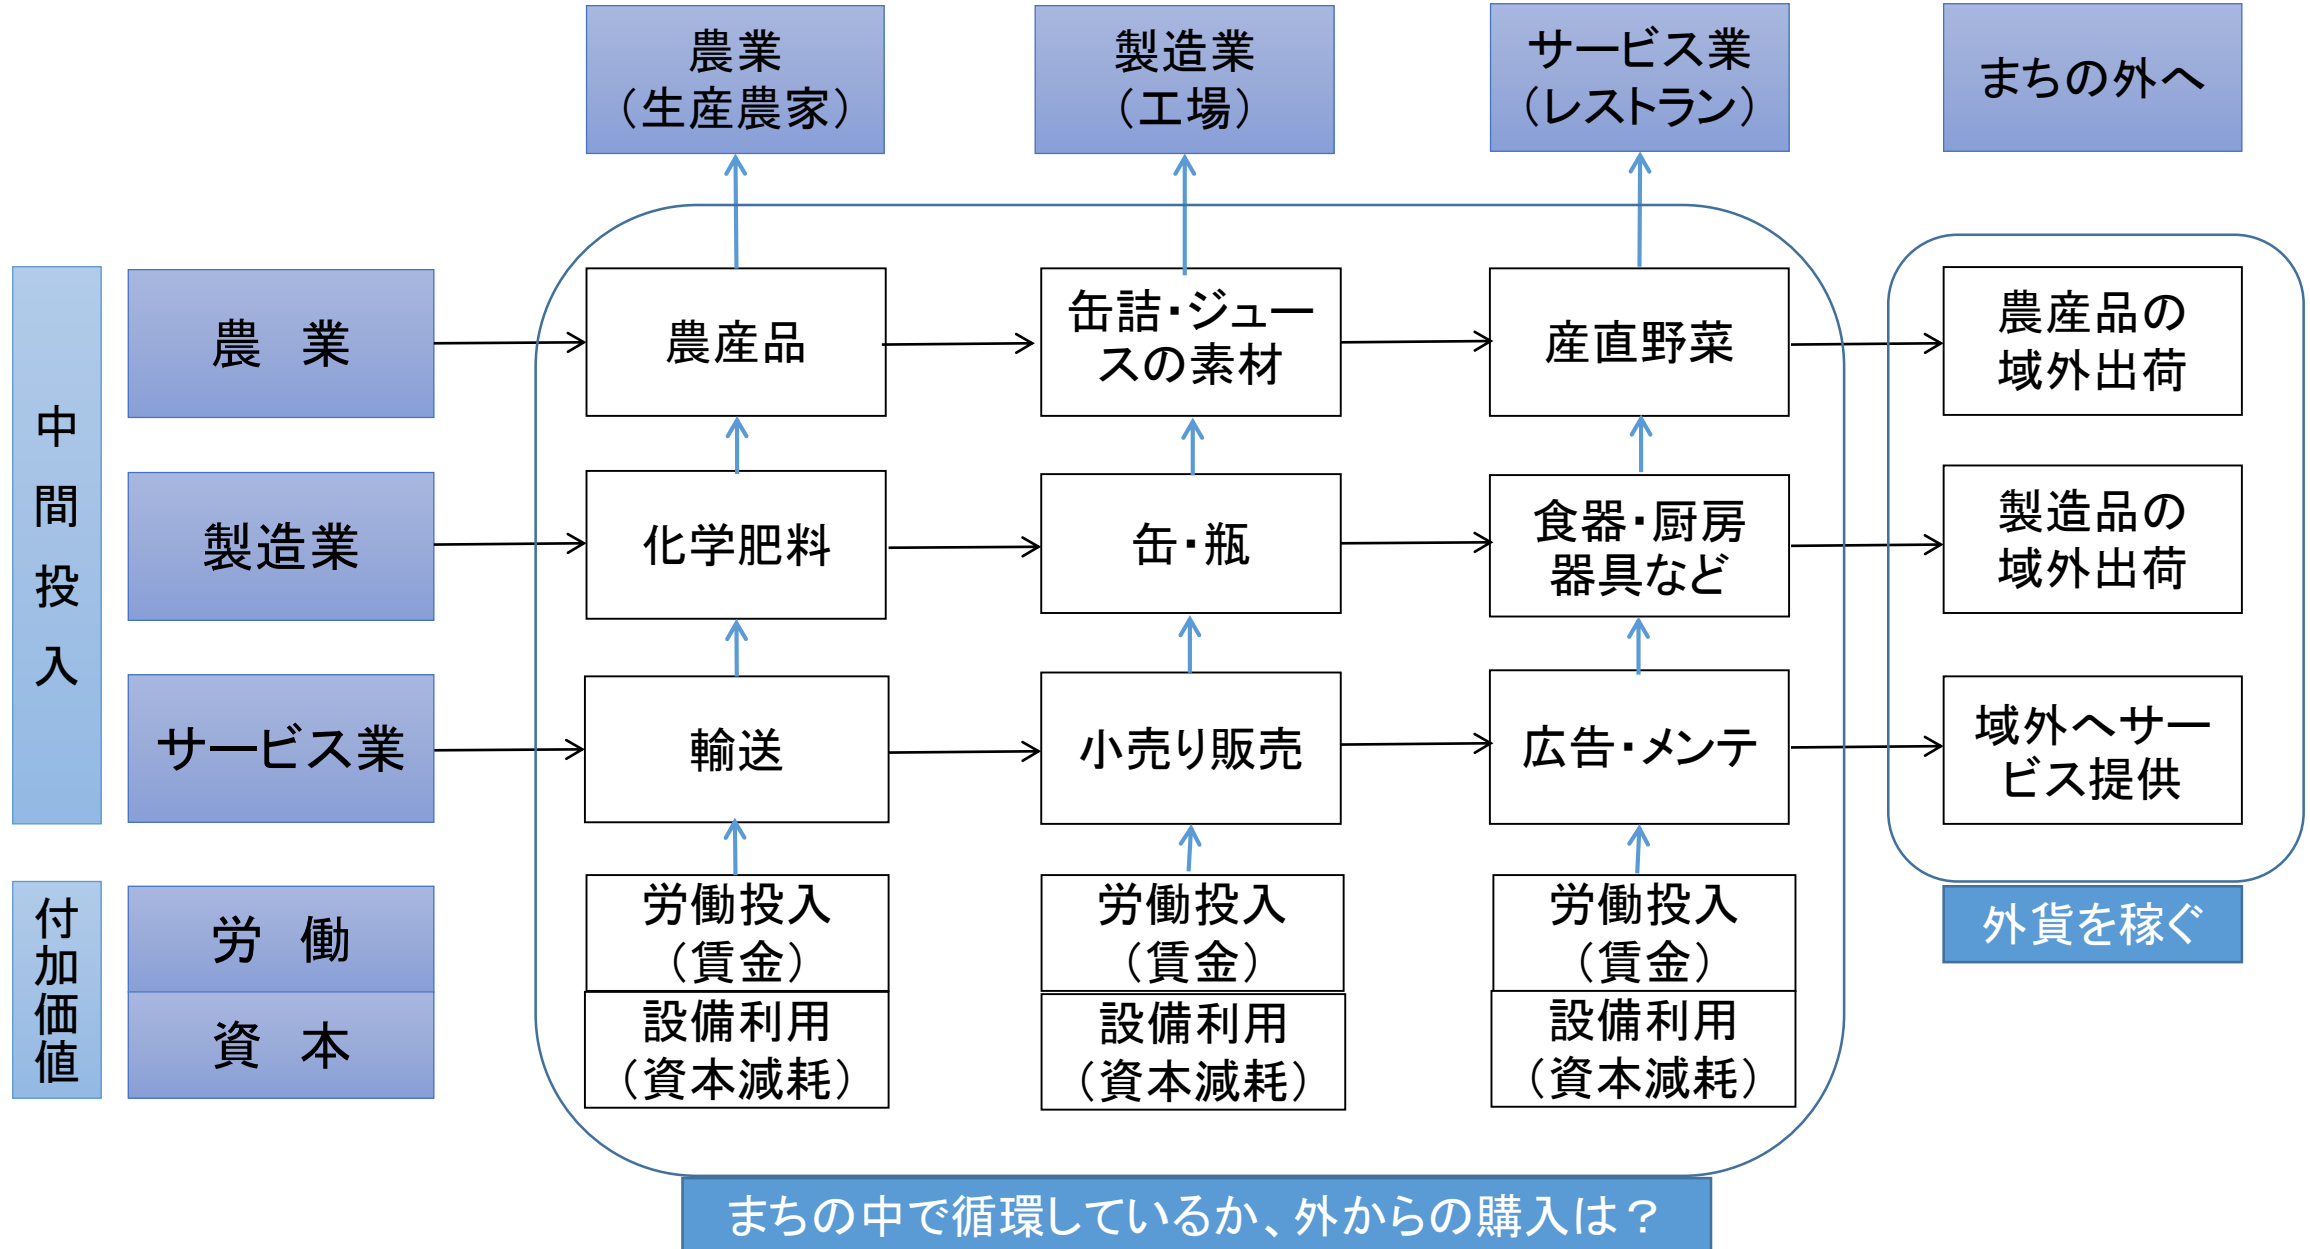 農業
（生産農家）
製造業
（工場）
サービス業
（レストラン）
まちの外へ
中間投入
農　業
農産品
缶詰・ジュー
スの素材
産直野菜
農産品の
域外出荷
製造業
化学肥料
缶・瓶
食器・厨房
器具など
製造品の
域外出荷
サービス業
輸送
小売り販売
広告・メンテ
域外へサー
ビス提供
付加価値
労　働
労働投入
（賃金）
労働投入
（賃金）
労働投入
（賃金）
外貨を稼ぐ
資　本
設備利用
（資本減耗）
設備利用
（資本減耗）
設備利用
（資本減耗）
まちの中で循環しているか、外からの購入は？